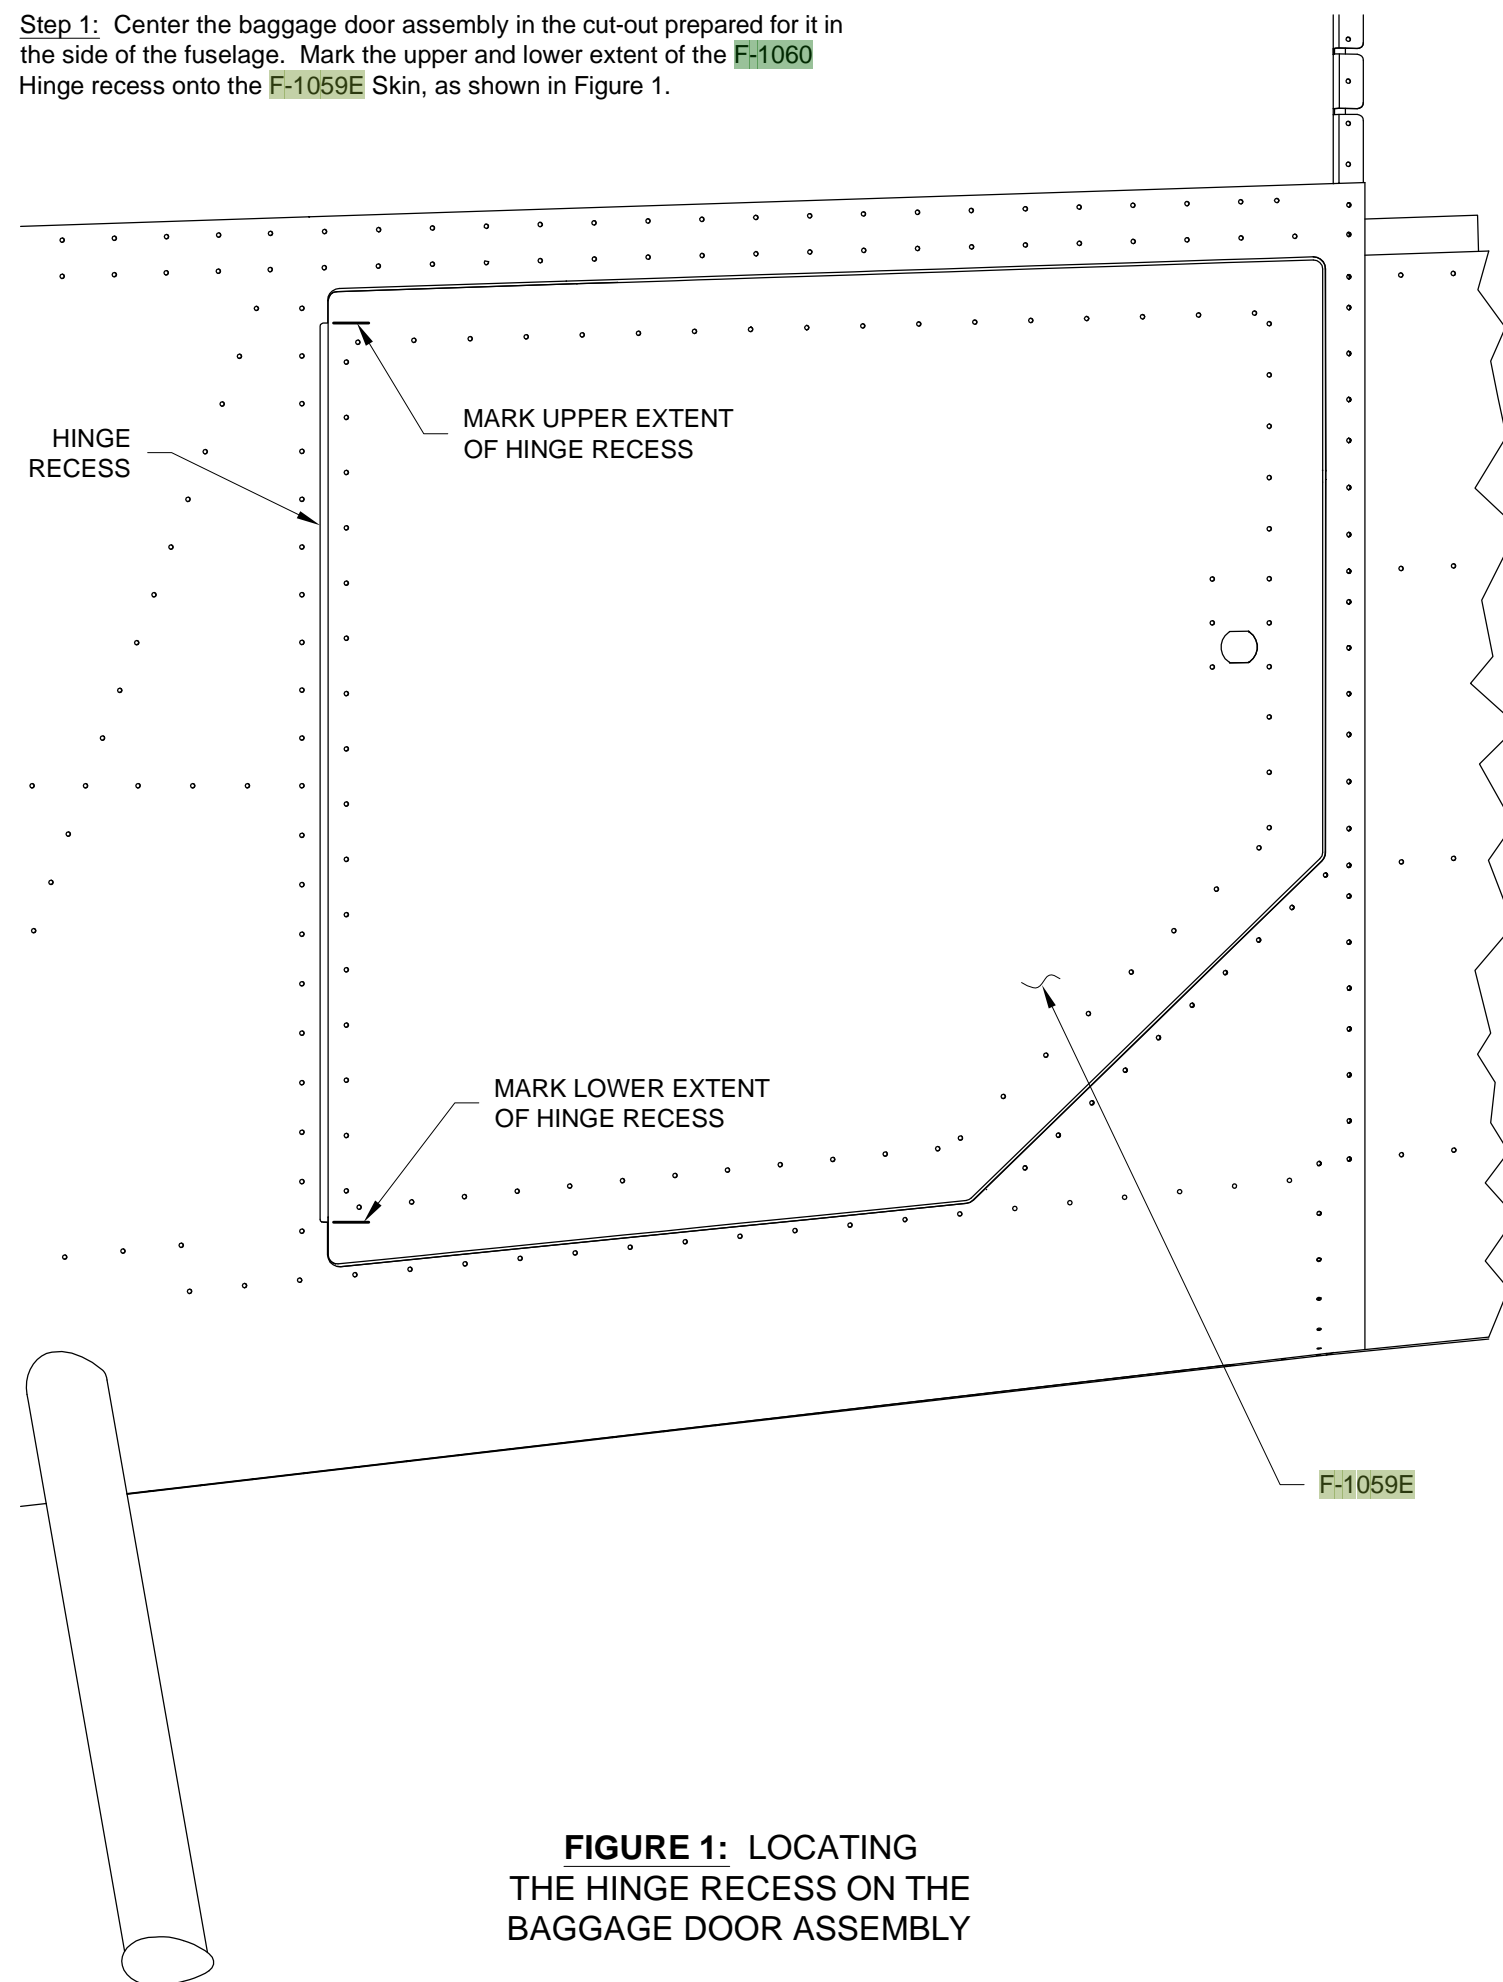 Step 1: Center the baggage door assembly in the cut-out prepared for it in
the side of the fuselage. Mark the upper and lower extent of the F-1060
Hinge recess onto the F-1059E Skin, as shown in Figure 1.
MARK UPPER EXTENT
OF HINGE RECESS
HINGE
RECESS
MARK LOWER EXTENT
OF HINGE RECESS
F-1059E
FIGURE 1: LOCATING
THE HINGE RECESS ON THE
BAGGAGE DOOR ASSEMBLY